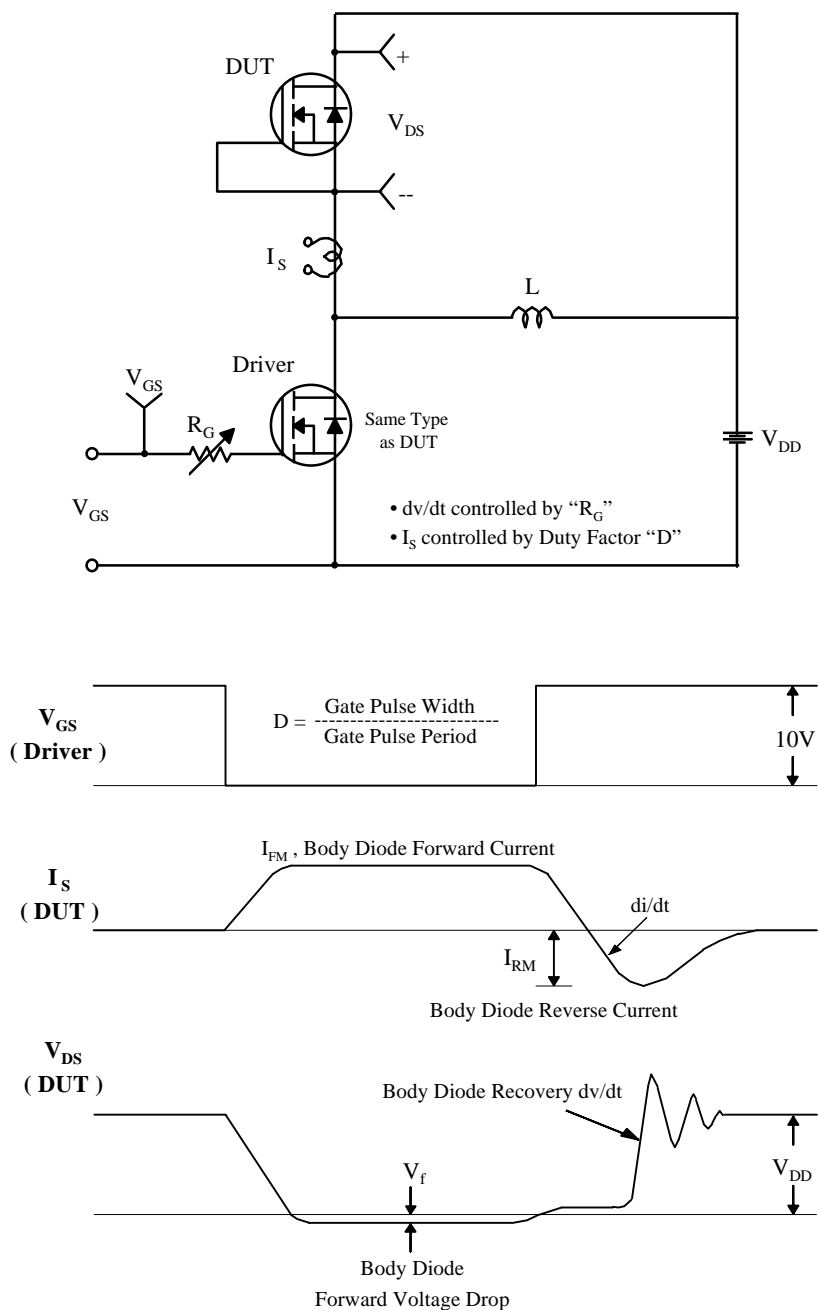 DUT
+
V_DS
--
I_S
L
Driver
V_GS
R_G
Same Type
as DUT
V_DD
V_GS
• dv/dt controlled by “R_G”
• I_S controlled by Duty Factor “D”
V_GS
( Driver )
D = Gate Pulse Width
--------------------------
Gate Pulse Period
10V
I_FM , Body Diode Forward Current
I_S
( DUT )
di/dt
I_RM
Body Diode Reverse Current
V_DS
( DUT )
Body Diode Recovery dv/dt
V_f
V_DD
Body Diode
Forward Voltage Drop